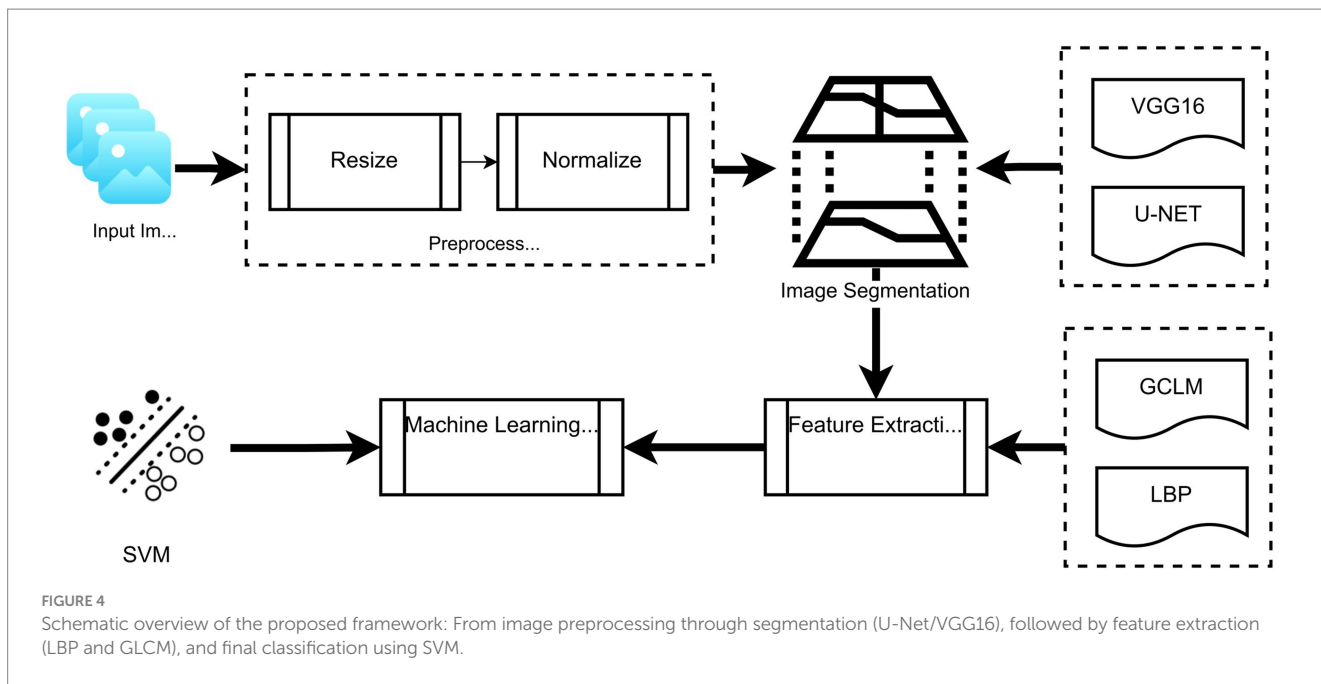 Resize
Normalize
Input Im...
Preprocess...
Image Segmentation
VGG16
U-NET
SVM
Machine Learning...
Feature Extracti...
GCLM
LBP
FIGURE 4
Schematic overview of the proposed framework: From image preprocessing through segmentation (U-Net/VGG16), followed by feature extraction
(LBP and GLCM), and final classification using SVM.